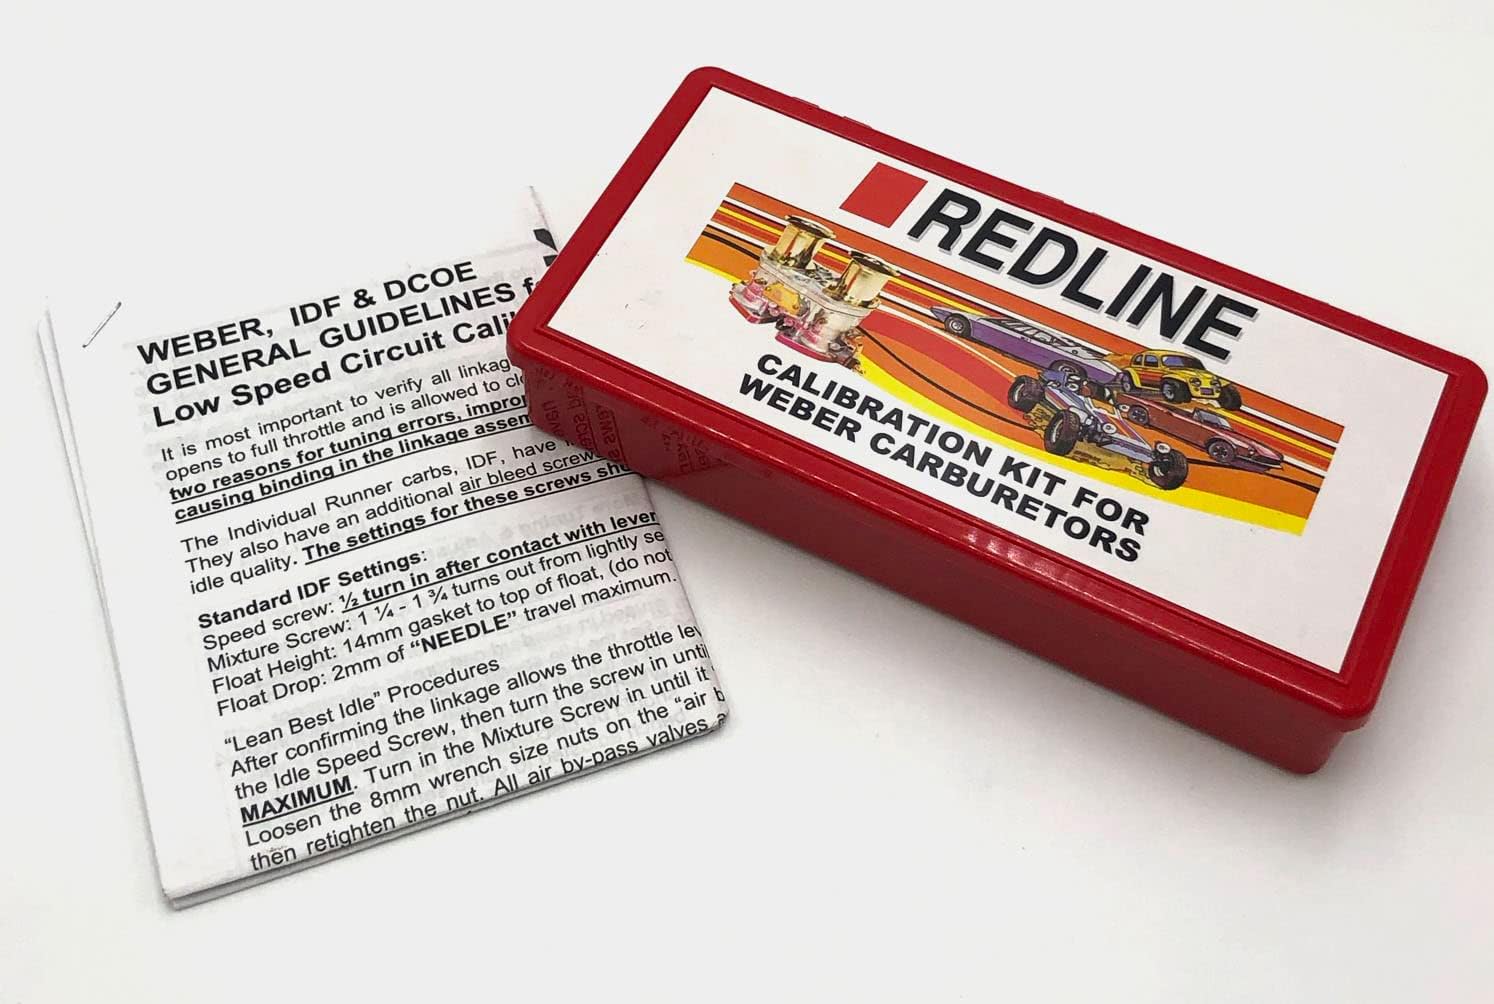 WEBER, IDF & DCOE
GENERAL GUIDELINES
Low Speed Circuit
It is most important to verify all
opens to full throttle and is allowed to
two reasons for tuning errors,
causing binding in the linkage
The Individual Runner carbs, IDF, have
They also have an additional air bleed
idle quality. The settings for these screws
Standard IDF Settings:
Speed screw: ½ turn in after contact with lever
Mixture Screw: 1 ¼ - 1 ¾ turns out from lightly
Float Height: 14mm gasket to top of float, (do not
Float Drop: 2mm of “NEEDLE” travel maximum.
“Lean Best Idle” Procedures
After confirming the linkage allows the throttle
the Idle Speed Screw, then turn the screw in until
MAXIMUM. Turn in the Mixture Screw in until it
Loosen the 8mm wrench size nuts on the “air
then retighten the nut. All air by-pass valves
REDLINE
CALIBRATION KIT FOR
WEBER CARBURETORS